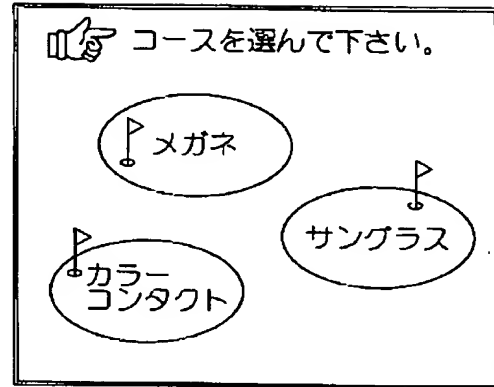 コースを選んで下さい。
メガネ
サングラス
カラー
コンタクト